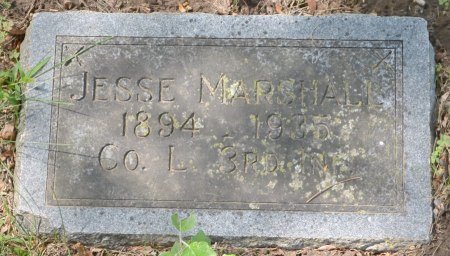 JESSE MARSHALL
1894 - 1935
CO. L. 3RD INF.